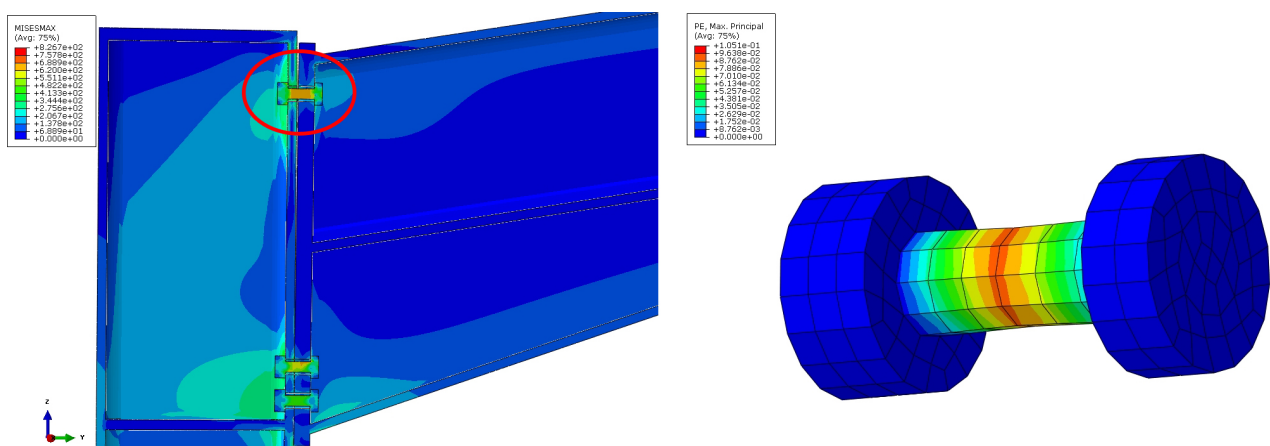 MISESMAX
(Avg: 75%)
+8.267e+02
+7.578e+02
+6.889e+02
+6.200e+02
+5.511e+02
+4.822e+02
+4.133e+02
+3.444e+02
+2.756e+02
+2.067e+02
+1.378e+02
+6.889e+01
+0.000e+00
Z
Y
PE, Max. Principal
(Avg: 75%)
+1.051e-01
+9.638e-02
+8.762e-02
+7.886e-02
+7.010e-02
+6.134e-02
+5.257e-02
+4.381e-02
+3.505e-02
+2.629e-02
+1.752e-02
+8.762e-03
+0.000e+00